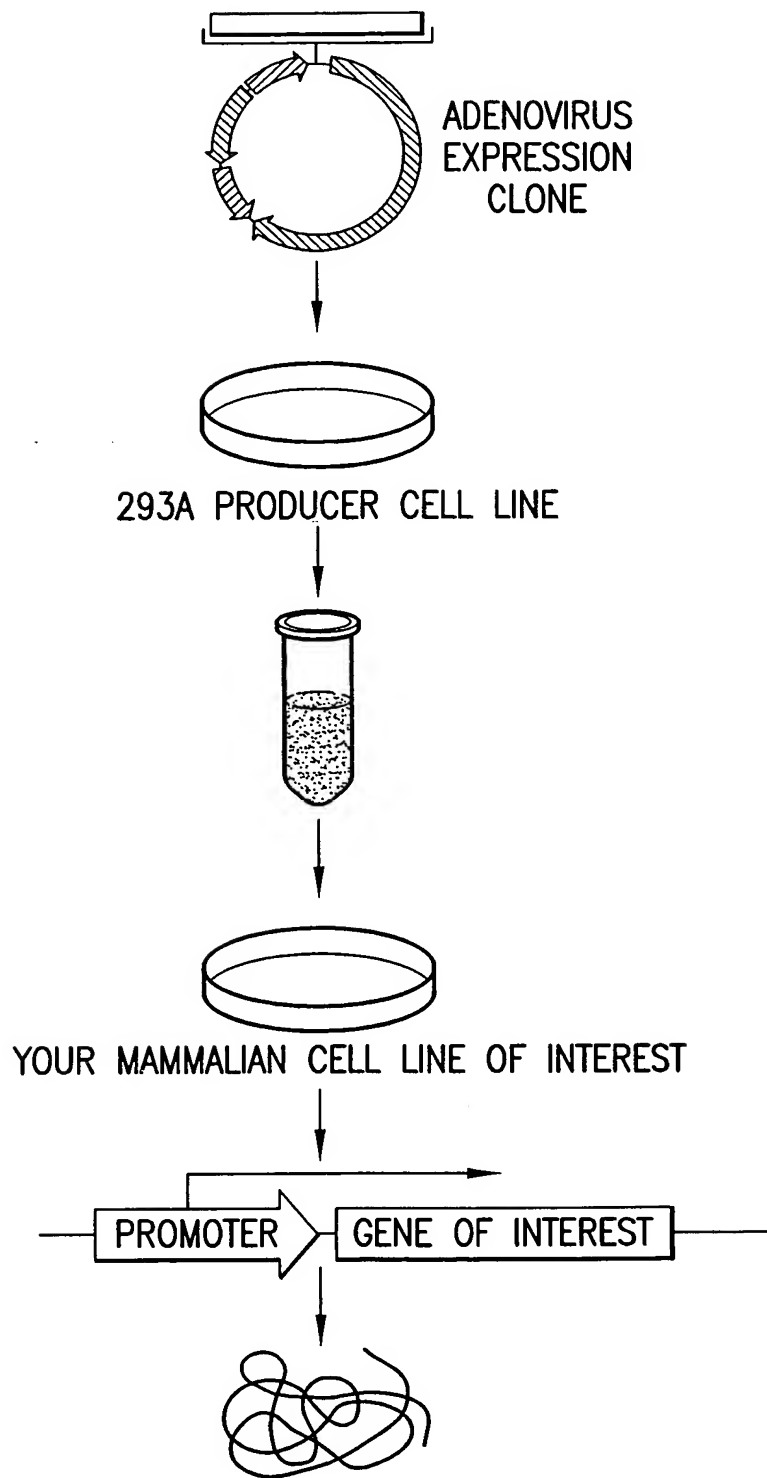 ADENOVIRUS
EXPRESSION
CLONE
293A PRODUCER CELL LINE
YOUR MAMMALIAN CELL LINE OF INTEREST
PROMOTER
GENE OF INTEREST